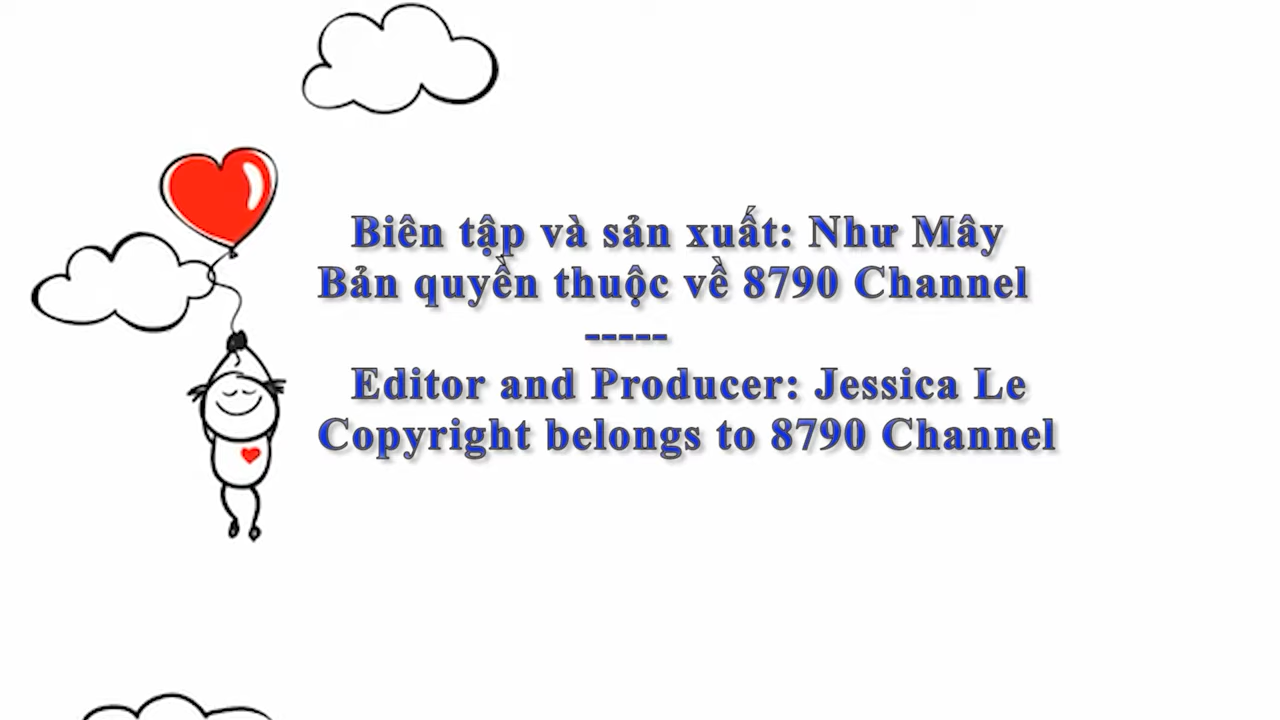 Biên tập và sản xuất: Như Mây
Bản quyền thuộc về 8790 Channel
-----
Editor and Producer: Jessica Le
Copyright belongs to 8790 Channel